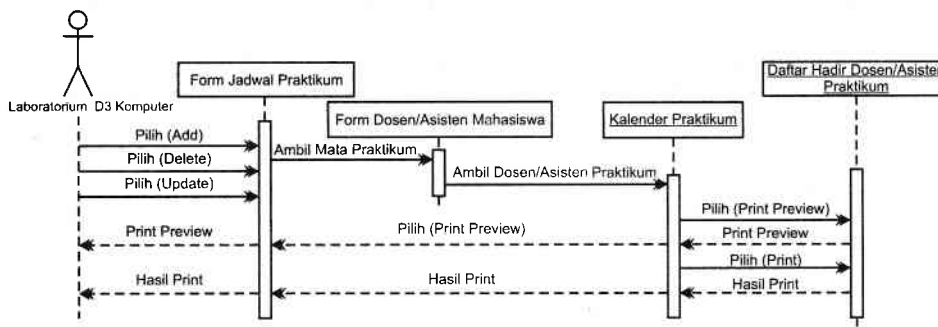 Form Jadwal Praktikum
Daftar Hadir Dosen/Asisten
Praktikum
Laboratorium D3 Komputer
Form Dosen/Asisten Mahasiswa
Kalender Praktikum
Pilih (Add)
Ambil Mata Praktikum
Pilih (Delete)
Ambil Dosen/Asisten Praktikum
Pilih (Update)
Pilih (Print Preview)
Print Preview
Pilih (Print Preview)
Print Preview
Pilih (Print)
Hasil Print
Hasil Print
Hasil Print